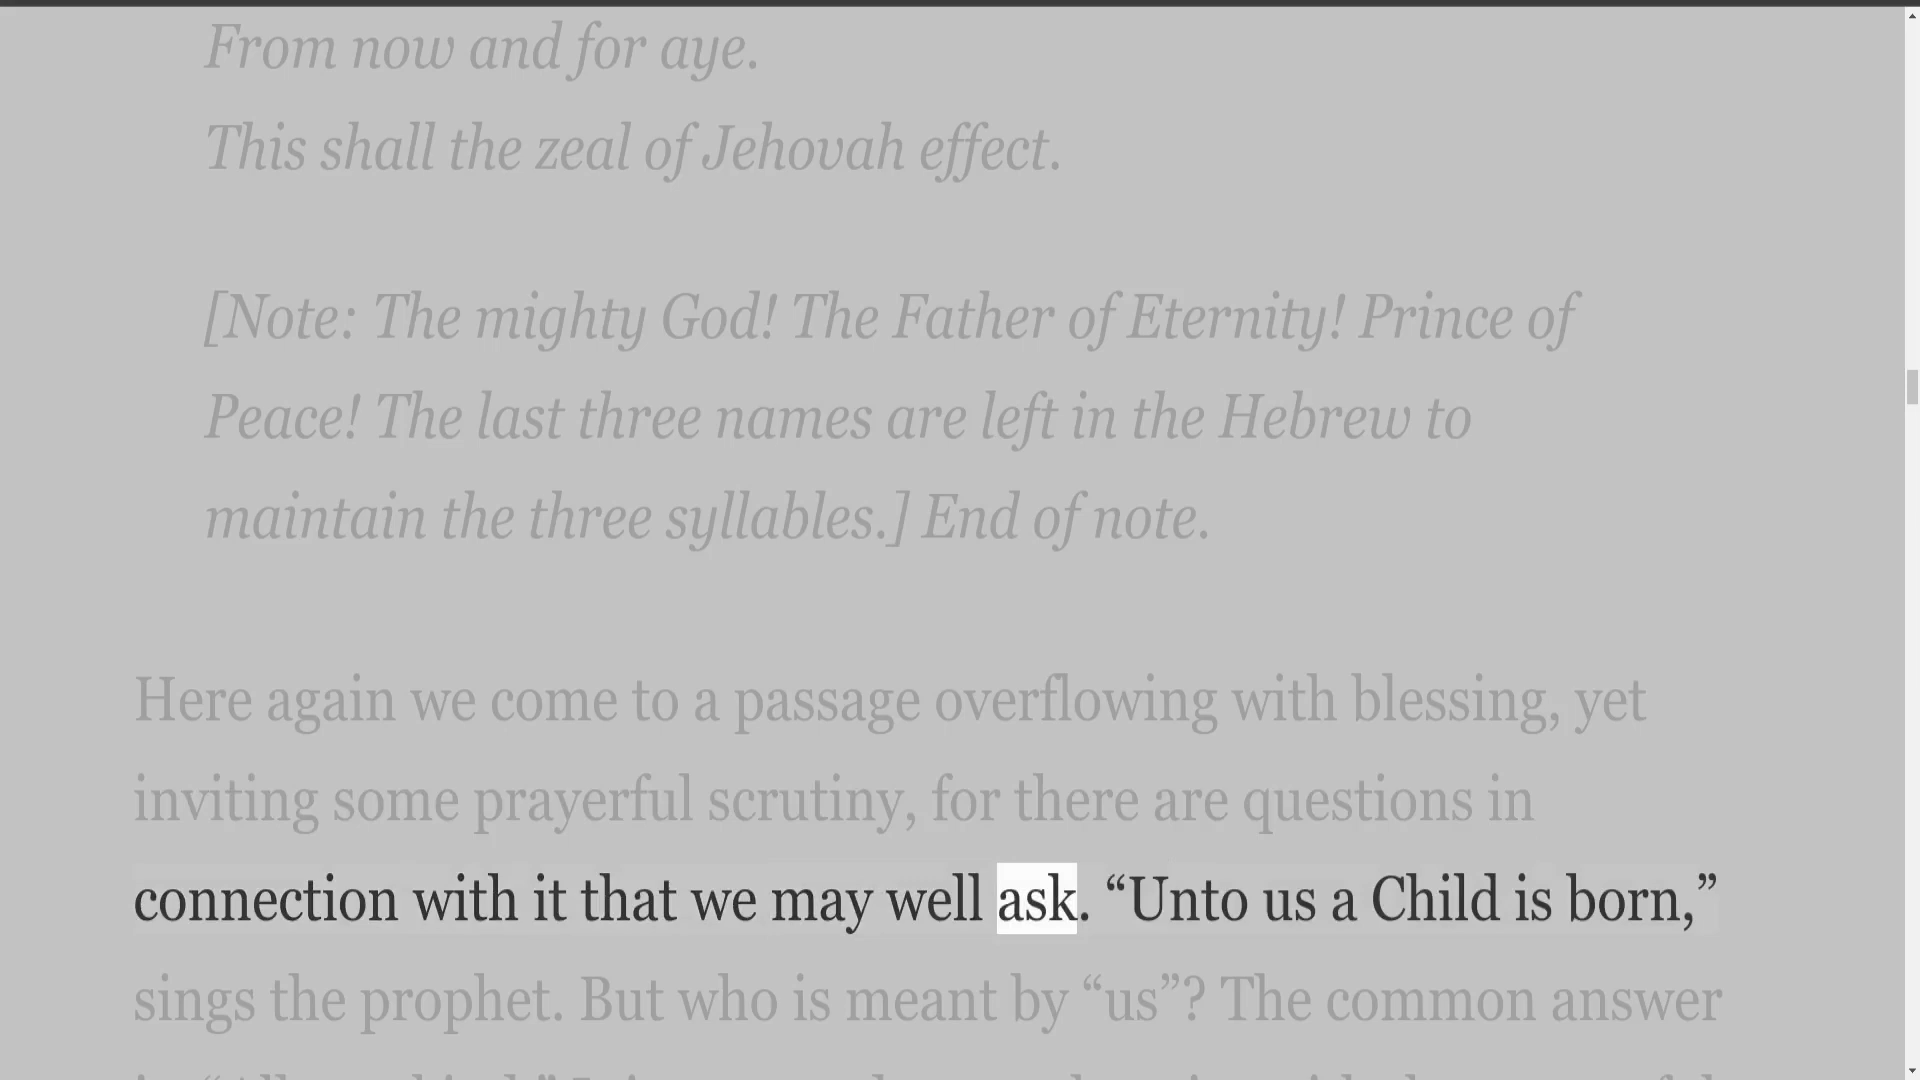 From now and for aye.
This shall the zeal of Jehovah effect.
[Note: The mighty God! The Father of Eternity! Prince of
Peace! The last three names are left in the Hebrew to
maintain the three syllables.] End of note.
Here again we come to a passage overflowing with blessing, yet
inviting some prayerful scrutiny, for there are questions in
connection with it that we may well ask. “Unto us a Child is born,”
sings the prophet. But who is meant by “us”? The common answer